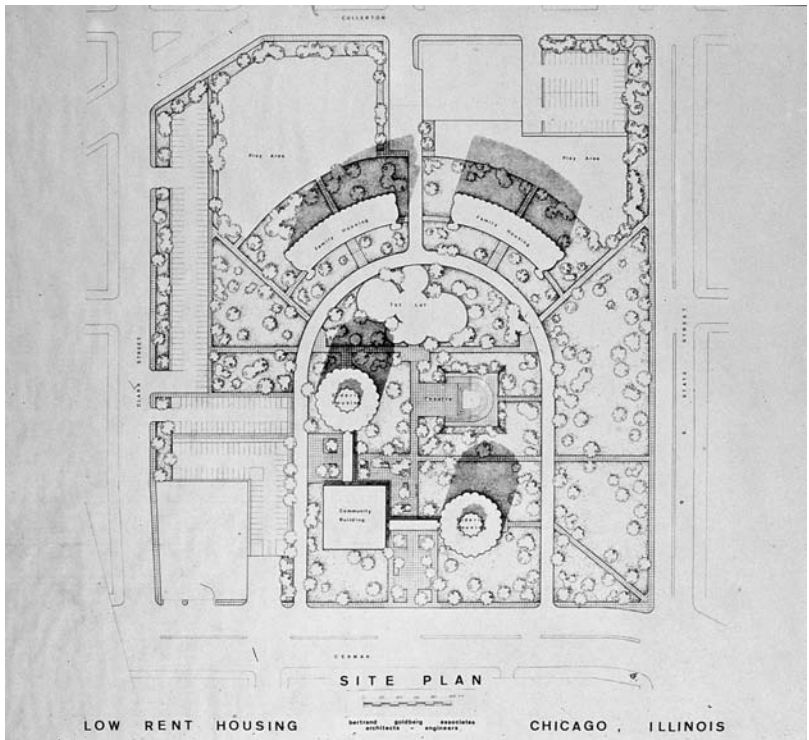 CULLERTON
Play Area
Play Area
Family Housing
Family Housing
Tot Lot
CLARK STREET
S STATE STREET
Theatre
Community
Building
CERMAK
SITE PLAN
LOW RENT HOUSING
bertrand goldberg associates
architects - engineers
CHICAGO, ILLINOIS